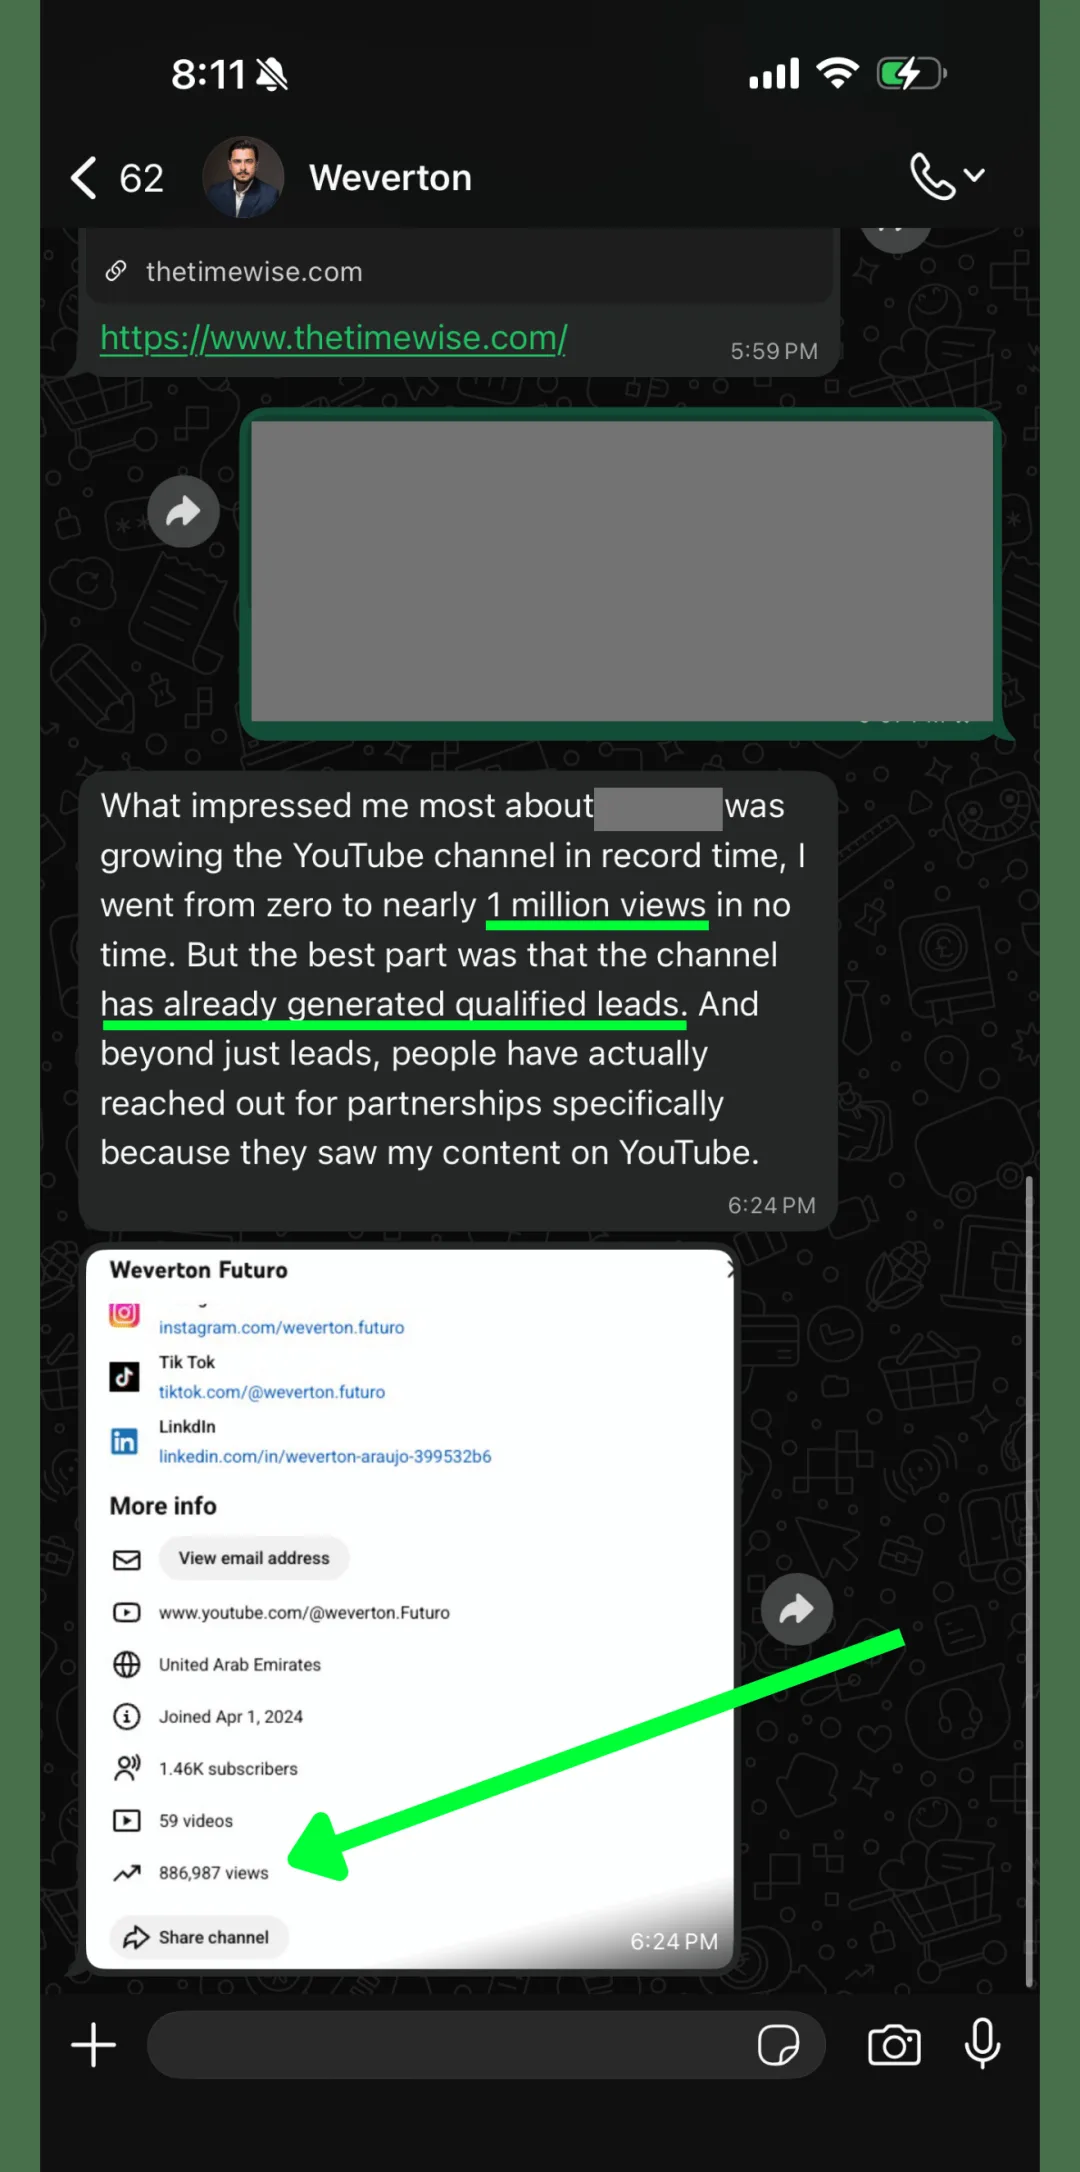 8:11
62
Weverton
thetimewise.com
https://www.thetimewise.com/
5:59 PM
What impressed me most about
was
growing the YouTube channel in record time, I
went from zero to nearly 1 million views in no
time. But the best part was that the channel
has already generated qualified leads. And
beyond just leads, people have actually
reached out for partnerships specifically
because they saw my content on YouTube.
6:24 PM
Weverton Futuro
instagram.com/weverton.futuro
Tik Tok
tiktok.com/@weverton.futuro
LinkdIn
linkedin.com/in/weverton-araujo-399532b6
More info
View email address
www.youtube.com/@weverton.Futuro
United Arab Emirates
Joined Apr 1, 2024
1.46K subscribers
59 videos
886,987 views
Share channel
6:24 PM